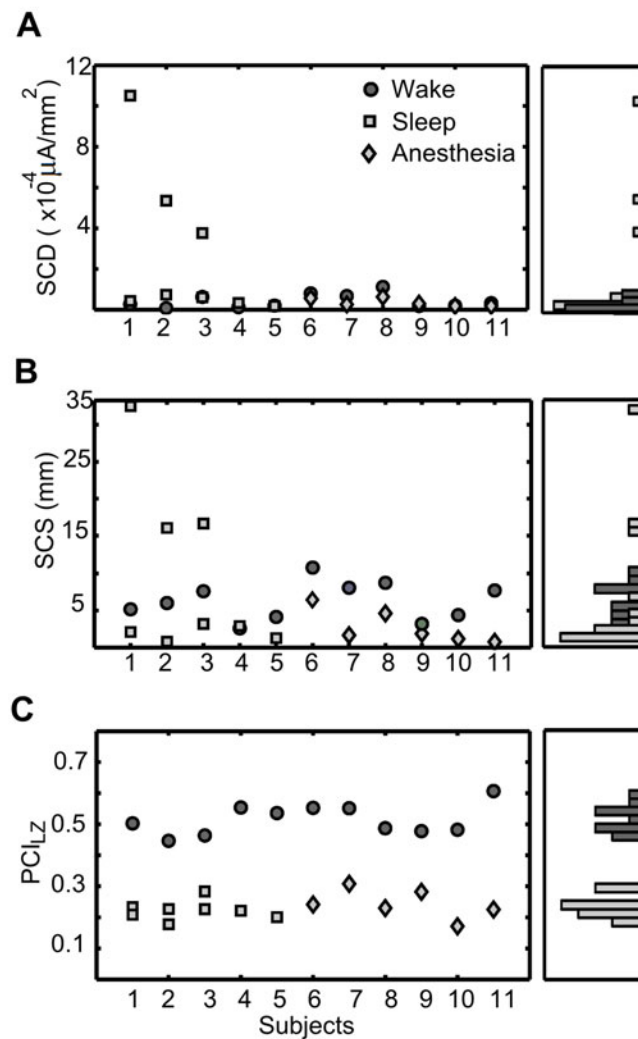 A
SCD ( x10⁻⁴ µA/mm²)
12
8
4
Wake
Sleep
Anesthesia
1 2 3 4 5 6 7 8 9 10 11
B
SCS (mm)
35
25
15
5
1 2 3 4 5 6 7 8 9 10 11
C
PCI_LZ
0.7
0.5
0.3
0.1
1 2 3 4 5 6 7 8 9 10 11
Subjects